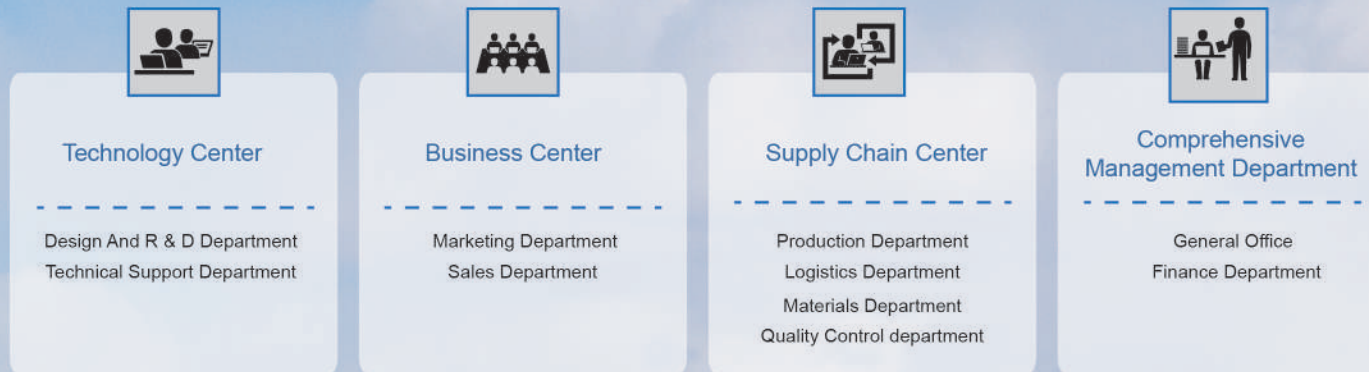 Technology Center
Design And R & D Department
Technical Support Department
Business Center
Marketing Department
Sales Department
Supply Chain Center
Production Department
Logistics Department
Materials Department
Quality Control department
Comprehensive
Management Department
General Office
Finance Department